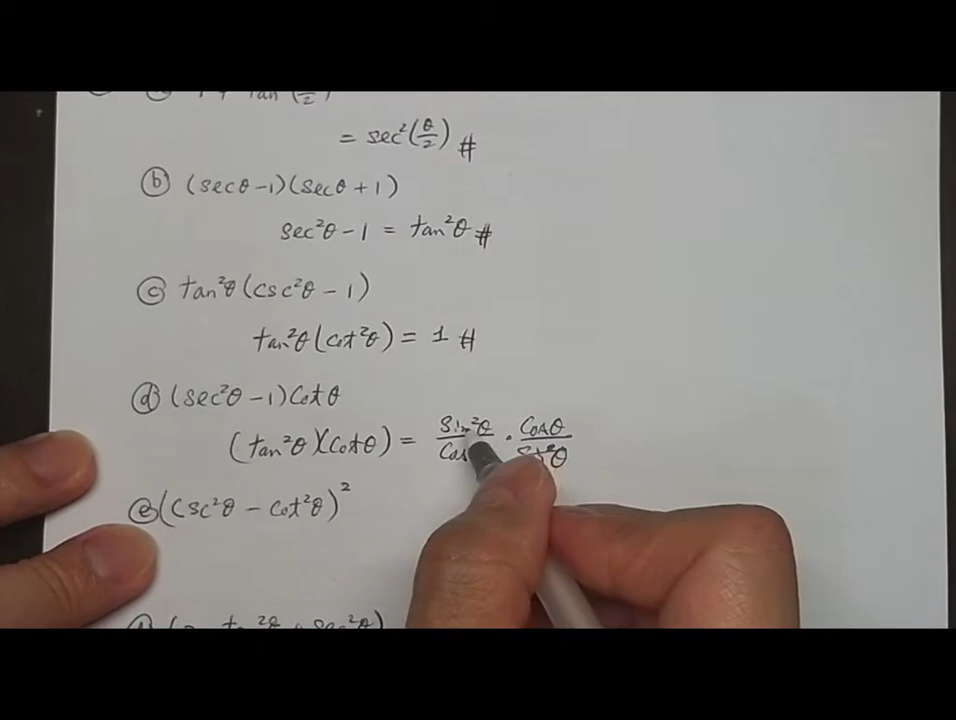 = sec²(θ/2) #
ⓑ (secθ-1)(secθ+1)
sec²θ-1 = tan²θ #
ⓒ tan²θ(csc²θ-1)
tan²θ(cot²θ) = 1 #
ⓓ (sec²θ-1)Cotθ
(tan²θ)(Cotθ) = Sin²θ/Cos · Cosθ
ⓔ (Csc²θ - cot²θ)²